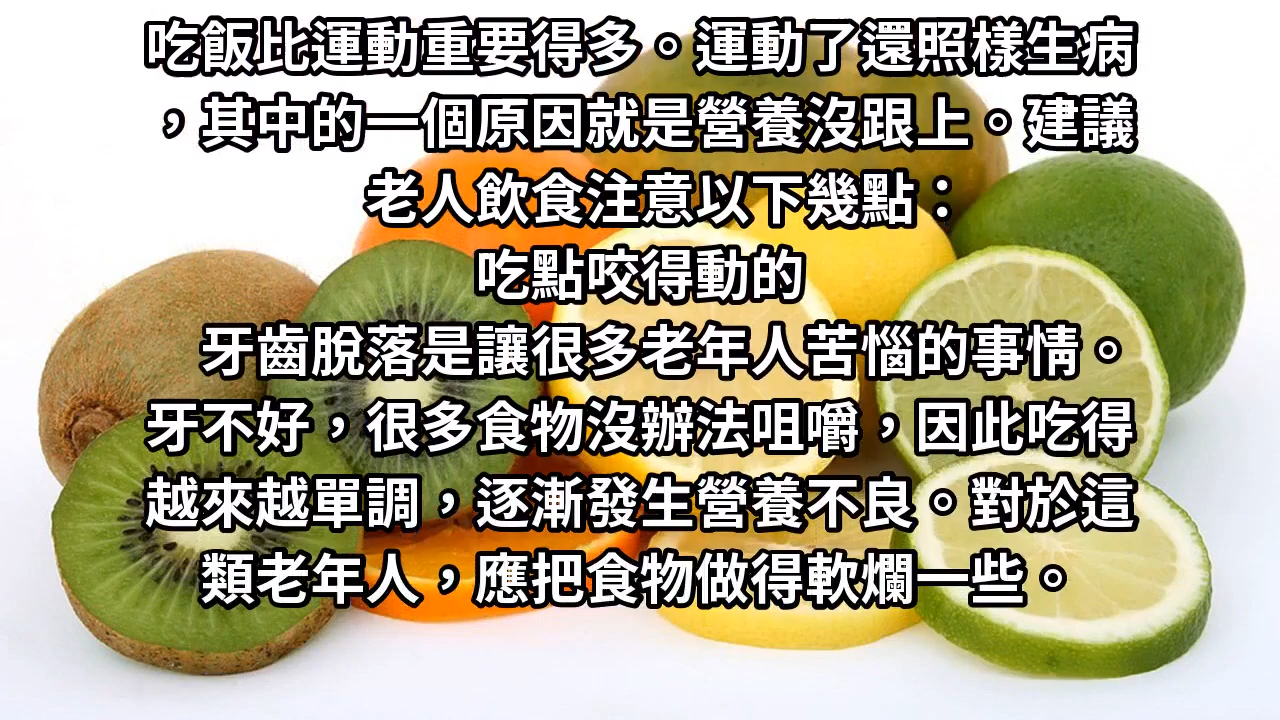 吃飯比運動重要得多。運動了還照樣生病
，其中的一個原因就是營養沒跟上。建議
老人飲食注意以下幾點：
吃點咬得動的
牙齒脫落是讓很多老年人苦惱的事情。
牙不好，很多食物沒辦法咀嚼，因此吃得
越來越單調，逐漸發生營養不良。對於這
類老年人，應把食物做得軟爛一些。